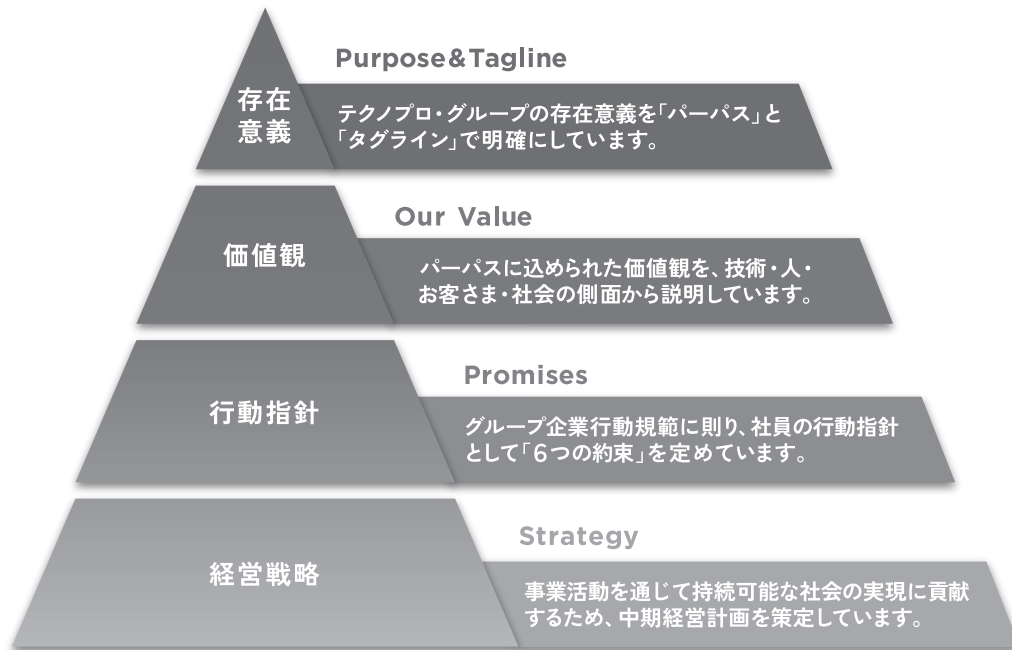 Purpose&Tagline
存在
意義
テクノプロ・グループの存在意義を「パーパス」と
「タグライン」で明確にしています。
Our Value
価値観
パーパスに込められた価値観を、技術・人・
お客さま・社会の側面から説明しています。
Promises
行動指針
グループ企業行動規範に則り、社員の行動指針
として「6つの約束」を定めています。
Strategy
経営戦略
事業活動を通じて持続可能な社会の実現に貢献
するため、中期経営計画を策定しています。